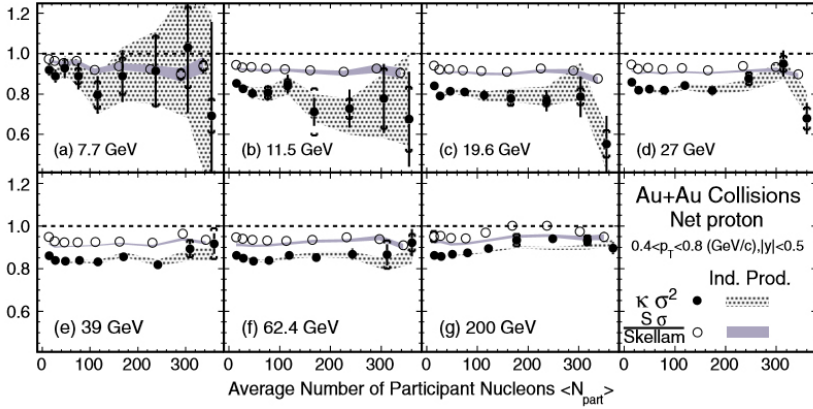 1.2
1.0
0.8
0.6
(a) 7.7 GeV
(b) 11.5 GeV
(c) 19.6 GeV
(d) 27 GeV
1.2
1.0
0.8
0.6
(e) 39 GeV
(f) 62.4 GeV
(g) 200 GeV
Au+Au Collisions
Net proton
0.4<p_T<0.8 (GeV/c),|y|<0.5
Ind. Prod.
κ σ²
S σ
Skellam
0 100 200 300 0 100 200 300 0 100 200 300 0 100 200 300
Average Number of Participant Nucleons <N_part>